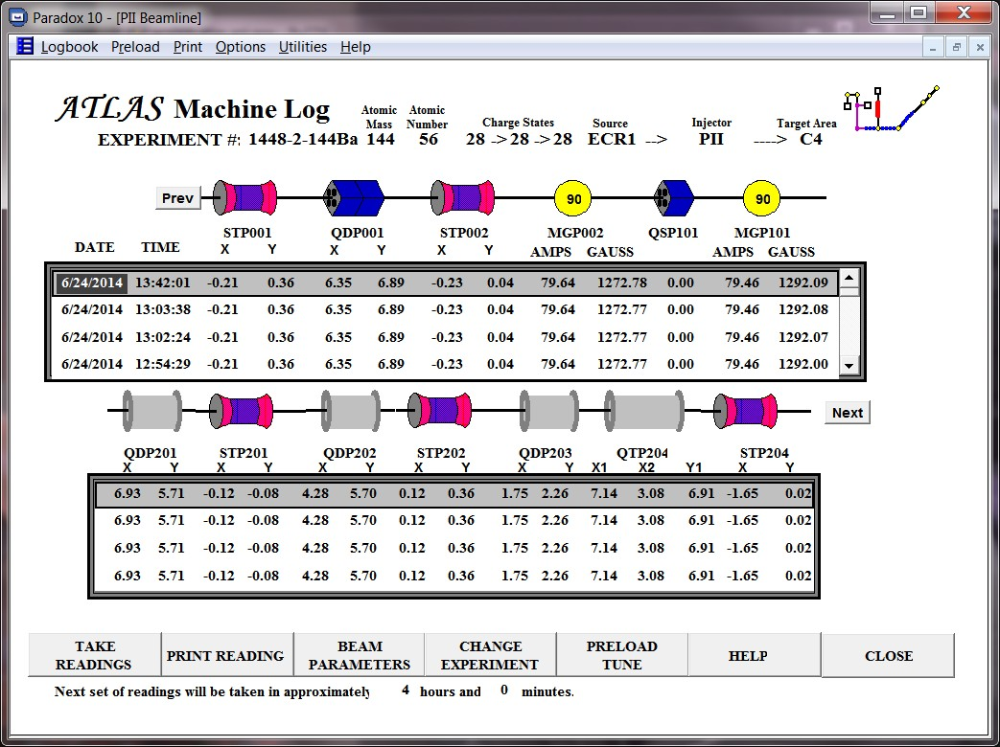 Paradox 10 - [PII Beamline]
Logbook Preload Print Options Utilities Help
ATLAS Machine Log
Atomic Mass Atomic Number Charge States Source Injector Target Area
EXPERIMENT #: 1448-2-144Ba 144 56 28 -> 28 -> 28 ECR1 --> PII ----> C4
Prev 90 90
STP001 QDP001 STP002 MGP002 QSP101 MGP101
DATE TIME X Y X Y X Y AMPS GAUSS AMPS GAUSS
6/24/2014 13:42:01 -0.21 0.36 6.35 6.89 -0.23 0.04 79.64 1272.78 0.00 79.46 1292.09
6/24/2014 13:03:38 -0.21 0.36 6.35 6.89 -0.23 0.04 79.64 1272.77 0.00 79.46 1292.08
6/24/2014 13:02:24 -0.21 0.36 6.35 6.89 -0.23 0.04 79.64 1272.77 0.00 79.46 1292.07
6/24/2014 12:54:29 -0.21 0.36 6.35 6.89 -0.23 0.04 79.64 1272.77 0.00 79.46 1292.00
Next
QDP201 STP201 QDP202 STP202 QDP203 QTP204 STP204
X Y X Y X Y X Y X Y X1 X2 Y1 X Y
6.93 5.71 -0.12 -0.08 4.28 5.70 0.12 0.36 1.75 2.26 7.14 3.08 6.91 -1.65 0.02
6.93 5.71 -0.12 -0.08 4.28 5.70 0.12 0.36 1.75 2.26 7.14 3.08 6.91 -1.65 0.02
6.93 5.71 -0.12 -0.08 4.28 5.70 0.12 0.36 1.75 2.26 7.14 3.08 6.91 -1.65 0.02
6.93 5.71 -0.12 -0.08 4.28 5.70 0.12 0.36 1.75 2.26 7.14 3.08 6.91 -1.65 0.02
TAKE READINGS PRINT READING BEAM PARAMETERS CHANGE EXPERIMENT PRELOAD TUNE HELP CLOSE
Next set of readings will be taken in approximately 4 hours and 0 minutes.